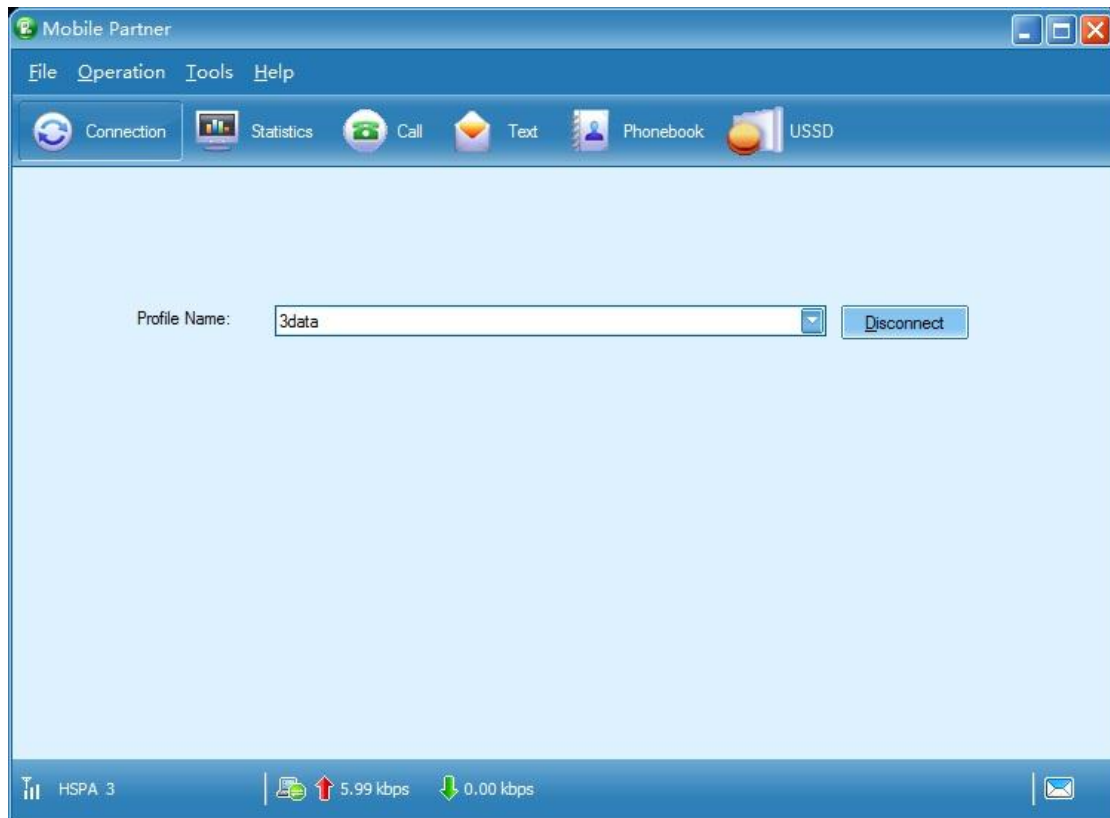 Mobile Partner
File Operation Tools Help
Connection Statistics Call Text Phonebook USSD
Profile Name: 3data Disconnect
HSPA 3 5.99 kbps 0.00 kbps